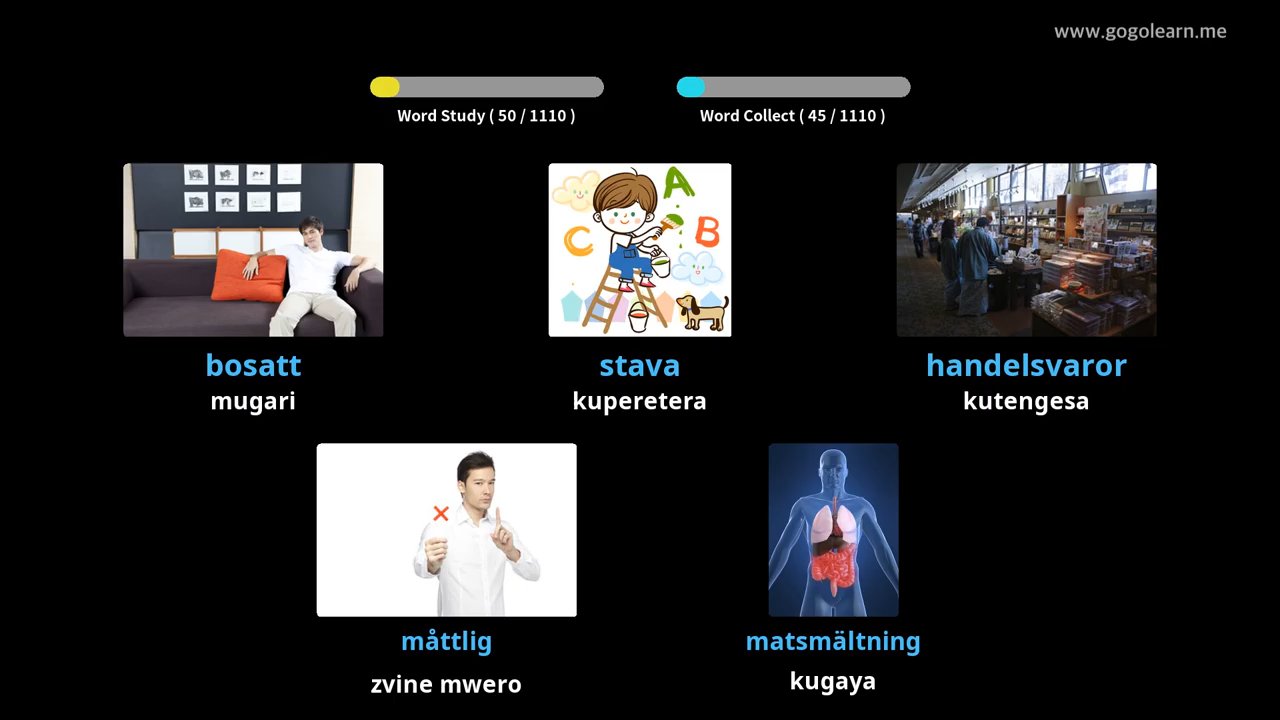 www.gogolearn.me
Word Study ( 50 / 1110 )
Word Collect ( 45 / 1110 )
A
B
C
bosatt
mugari
stava
kuperetera
handelsvaror
kutengesa
måttlig
zvine mwero
matsmältning
kugaya